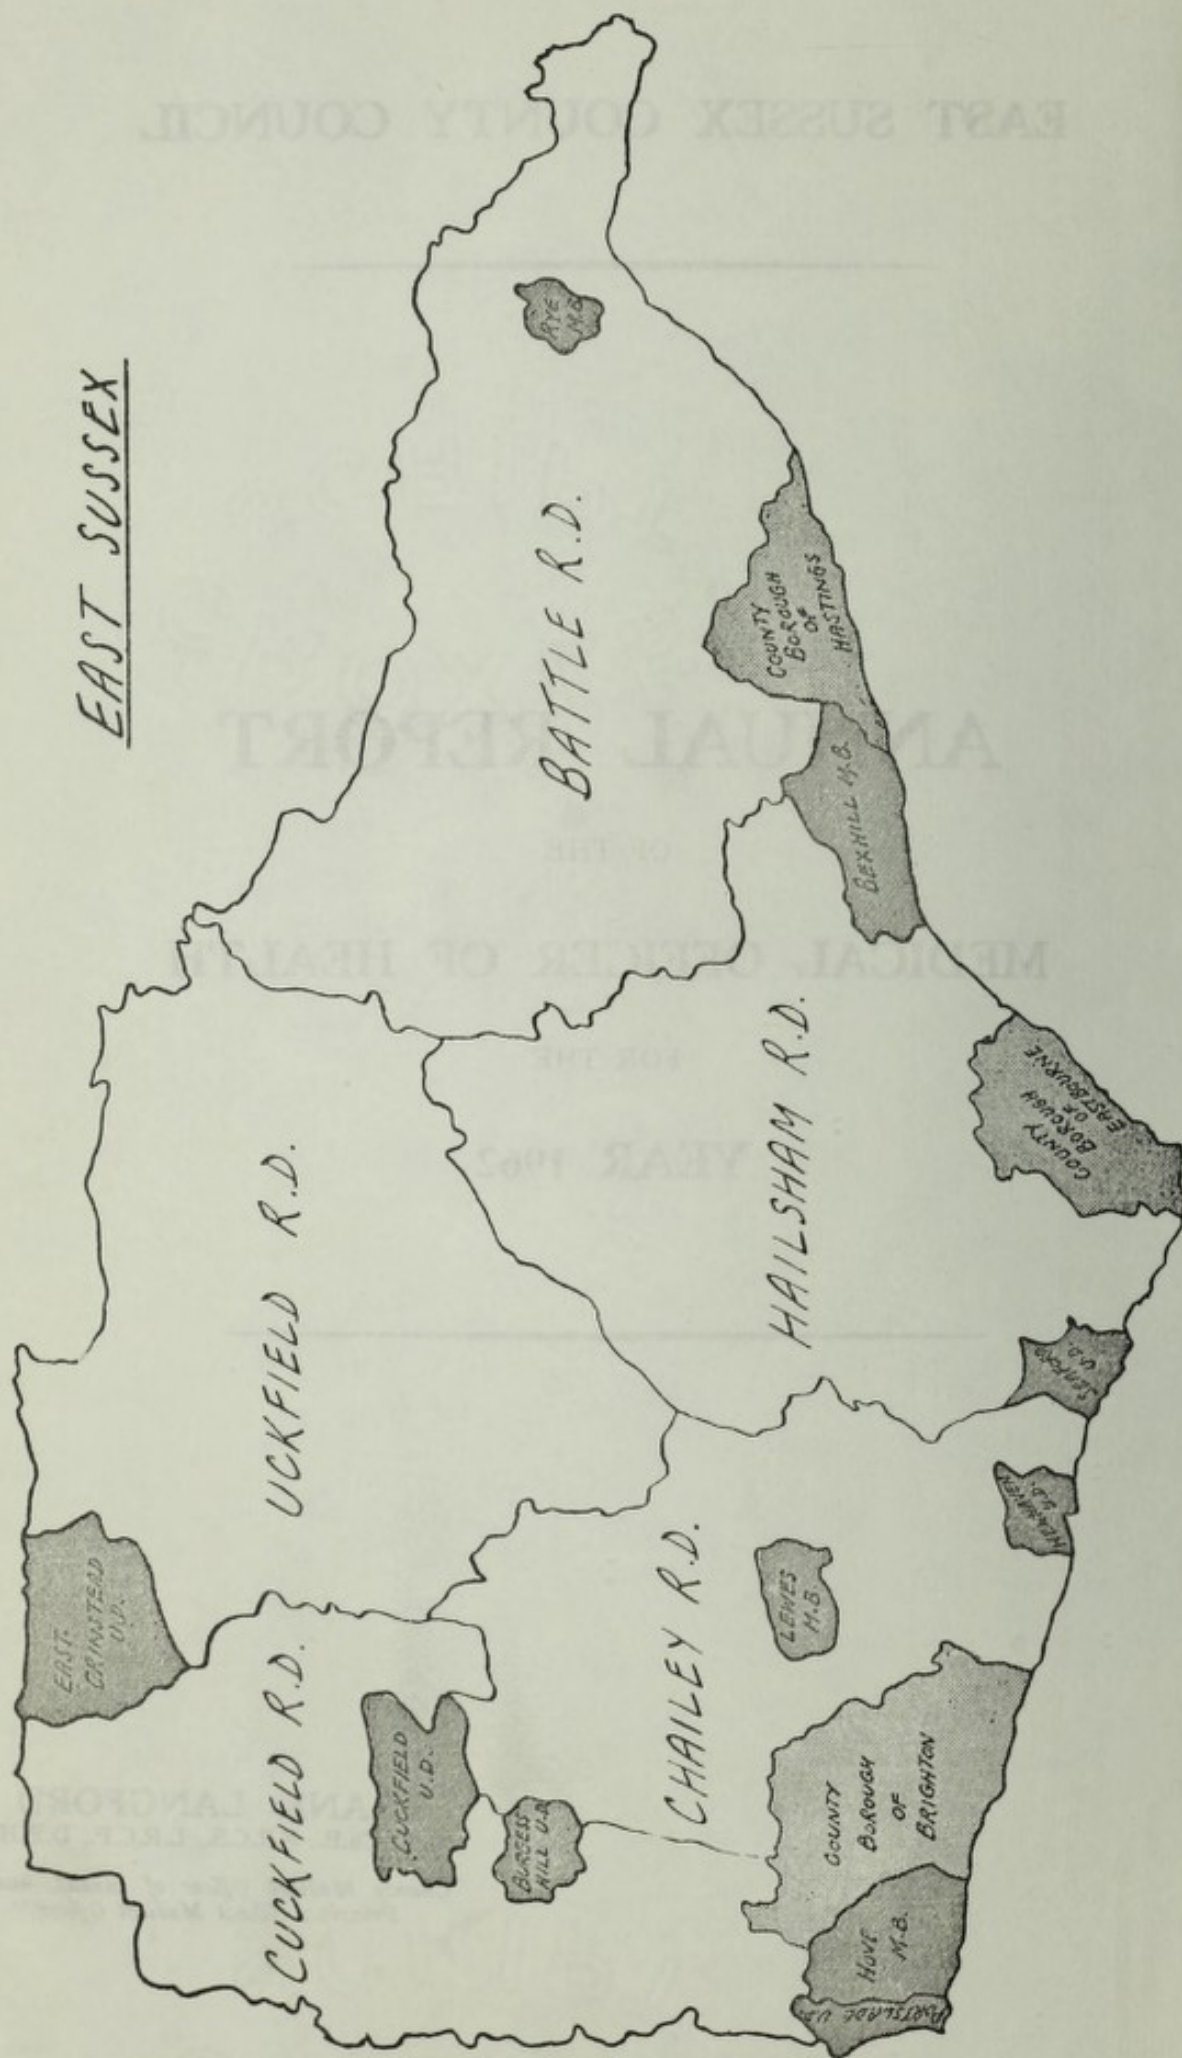 EAST SUSSEX
EAST
GRINSTEAD
U.D.
UCKFIELD R.D.
CUCKFIELD R.D.
CUCKFIELD
U.D.
BURGESS
HILL U.D.
CHAILEY R.D.
LEWES
M.B.
COUNTY
BOROUGH
OF
BRIGHTON
HOVE
M.B.
PORTSLADE U.D.
NEWHAVEN
U.D.
SEAFORD
U.D.
HAILSHAM R.D.
COUNTY
BOROUGH
OF
EASTBOURNE
BATTLE R.D.
BEXHILL M.B.
COUNTY
BOROUGH
OF
HASTINGS
RYE
M.B.
EAST SUSSEX COUNTY COUNCIL
ANNUAL REPORT
OF THE
MEDICAL OFFICER OF HEALTH
FOR THE
YEAR 1962